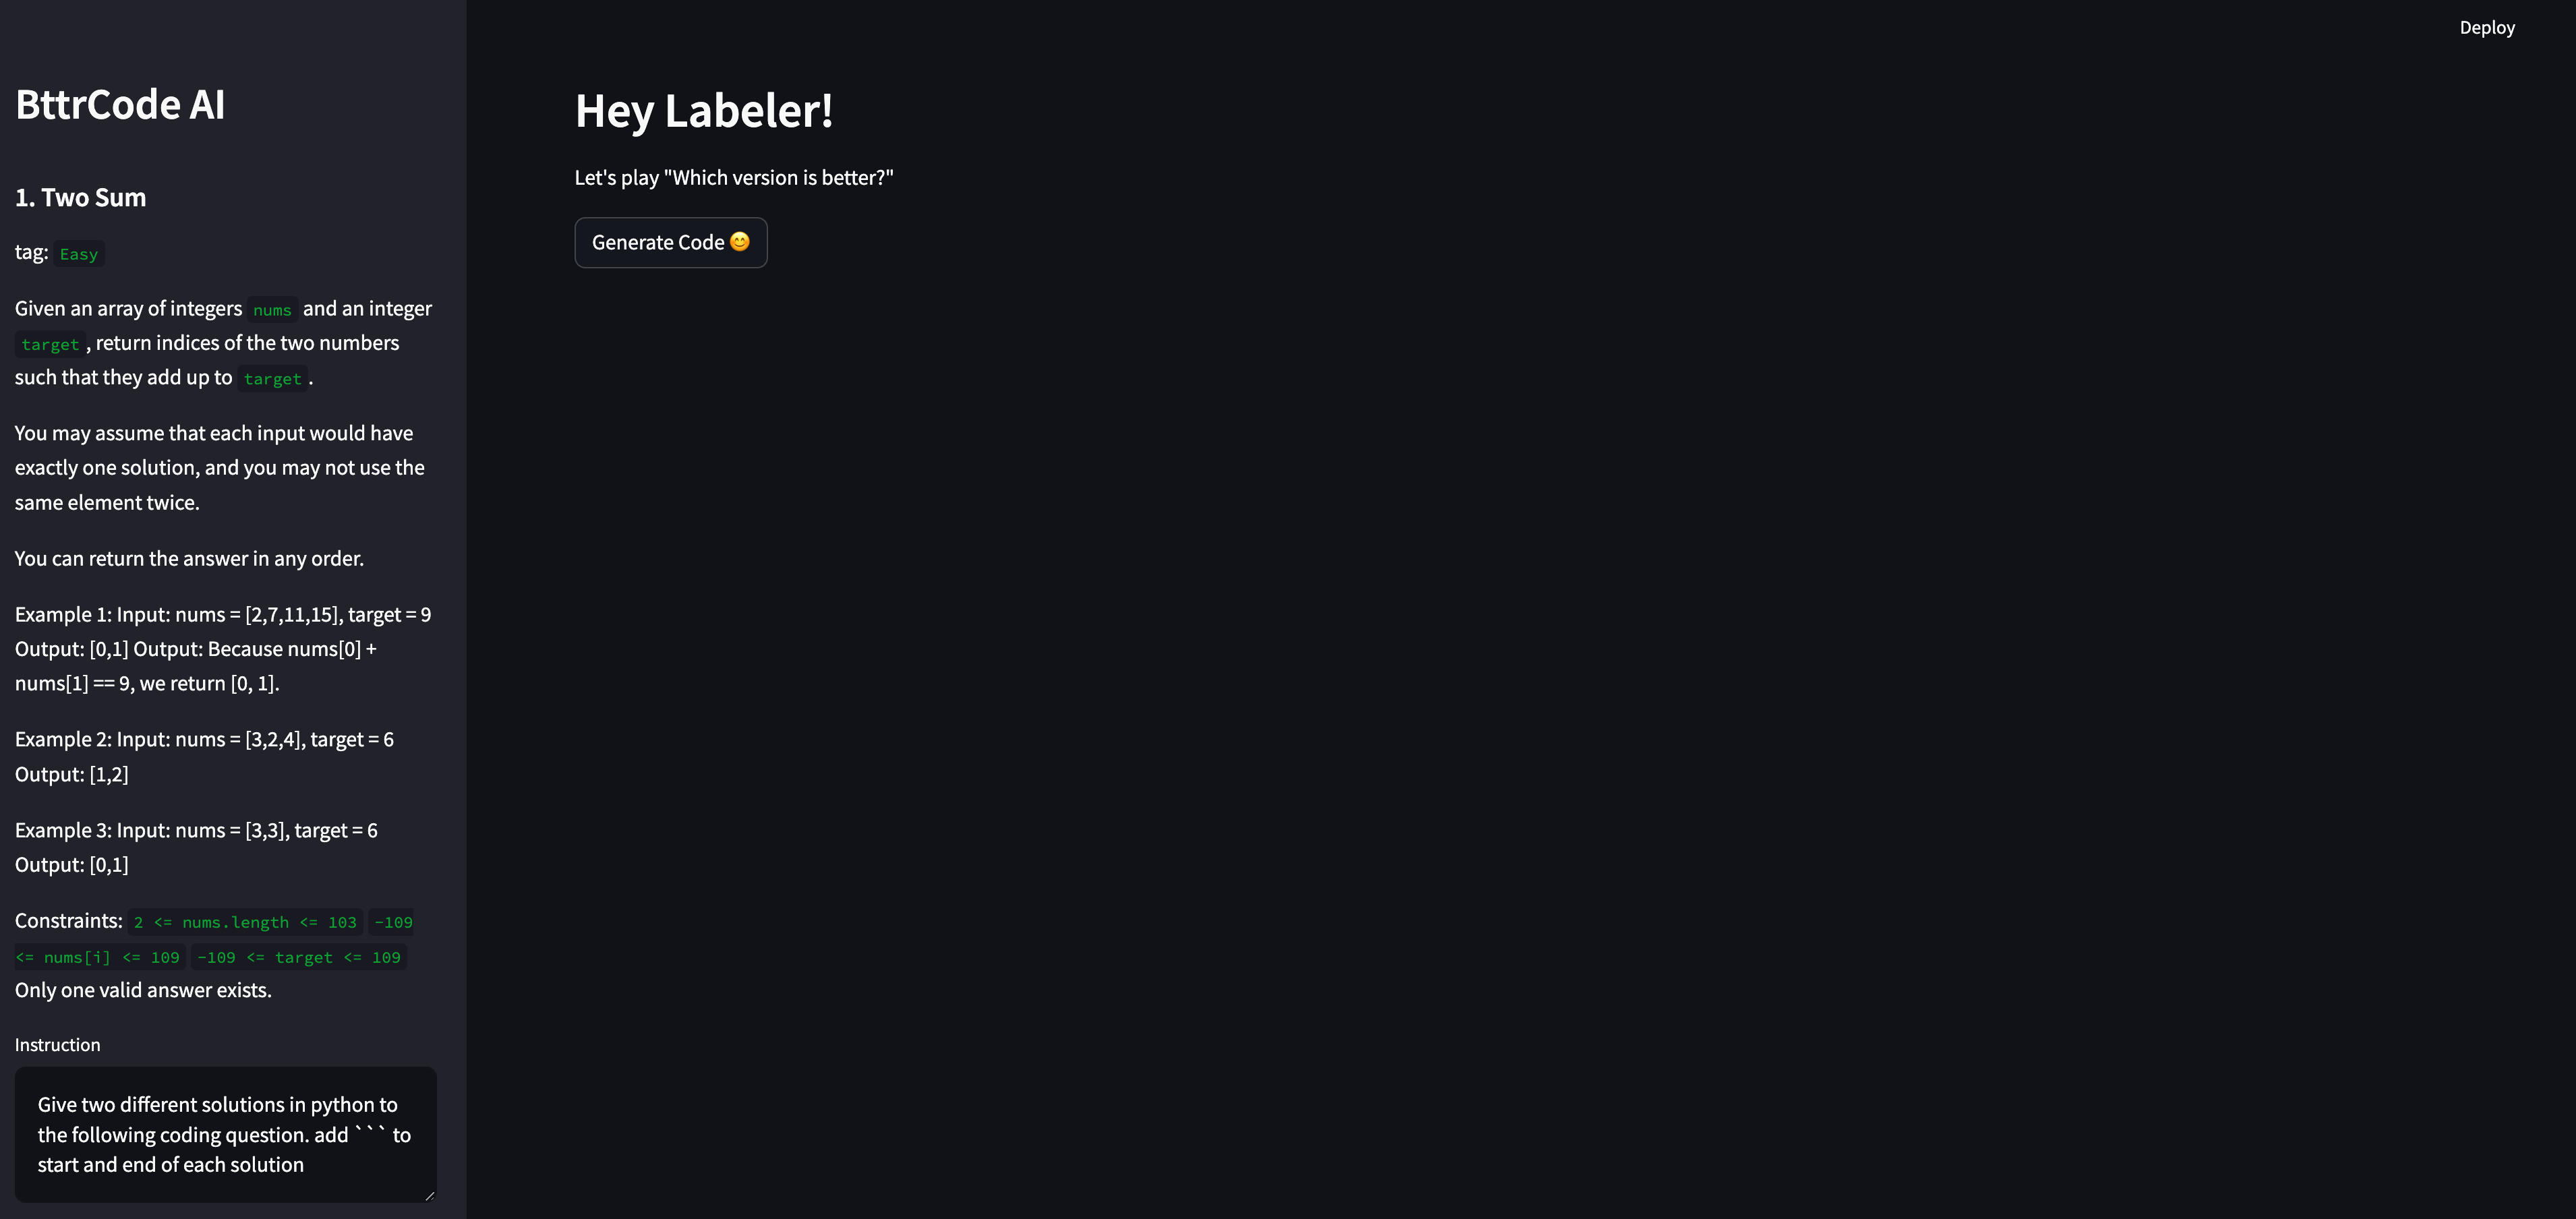 BttrCode AI
1. Two Sum
tag: Easy
Given an array of integers nums and an integer
target, return indices of the two numbers
such that they add up to target.
You may assume that each input would have
exactly one solution, and you may not use the
same element twice.
You can return the answer in any order.
Example 1: Input: nums = [2,7,11,15], target = 9
Output: [0,1] Output: Because nums[0] +
nums[1] == 9, we return [0, 1].
Example 2: Input: nums = [3,2,4], target = 6
Output: [1,2]
Example 3: Input: nums = [3,3], target = 6
Output: [0,1]
Constraints: 2 <= nums.length <= 103 -109
<= nums[i] <= 109 -109 <= target <= 109
Only one valid answer exists.
Instruction
Give two different solutions in python to
the following coding question. add ``` to
start and end of each solution
Deploy
Hey Labeler!
Let's play "Which version is better?"
Generate Code 😊